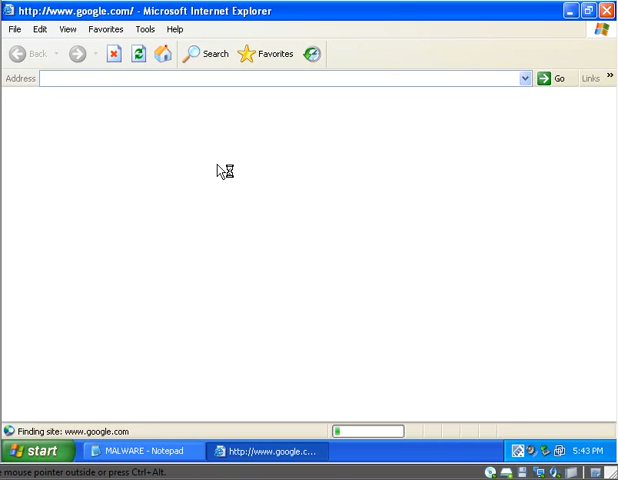 http://www.google.com/ - Microsoft Internet Explorer
File Edit View Favorites Tools Help
Back Search Favorites
Address Go Links »
Finding site: www.google.com
start MALWARE - Notepad http://www.google.c... 5:43 PM
e mouse pointer outside or press Ctrl+Alt.